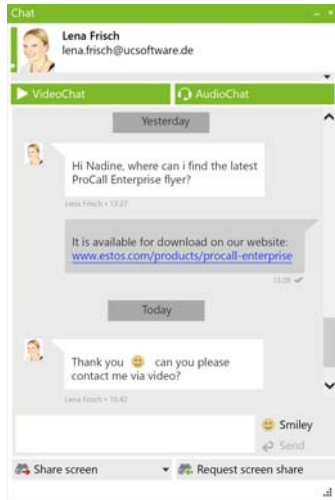 Chat
Lena Frisch
lena.frisch@ucsoftware.de
VideoChat
AudioChat
Yesterday
Hi Nadine, where can i find the latest
ProCall Enterprise flyer?
Lena Frisch • 13:27
It is available for download on our website:
www.estos.com/products/procall-enterprise
13:28
Today
Thank you can you please
contact me via video?
Lena Frisch • 10:42
Smiley
Send
Share screen
Request screen share